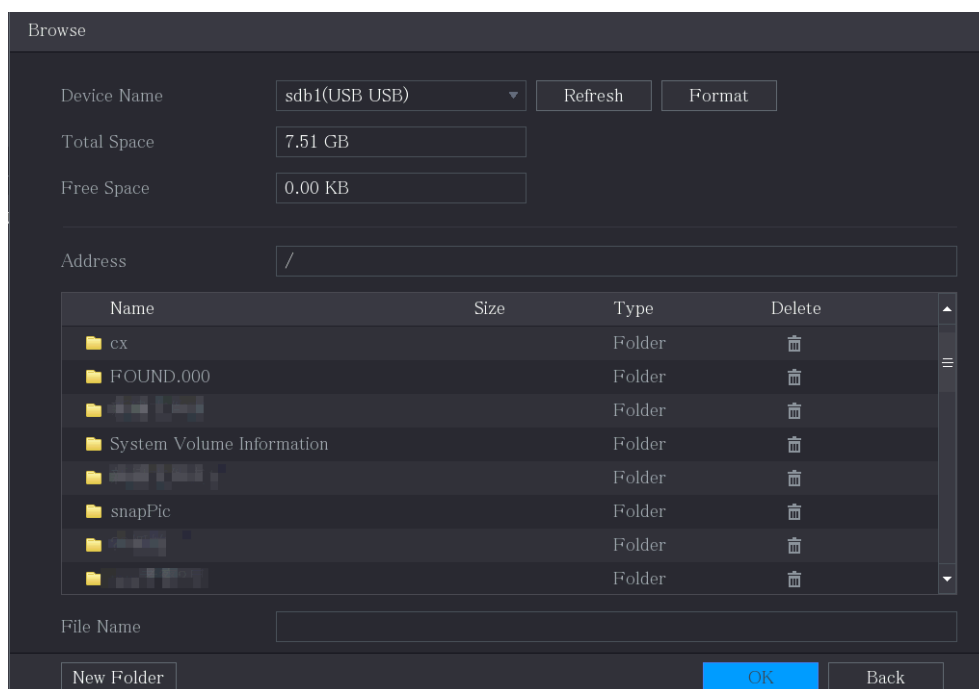 Browse
Device Name sdb1(USB USB) Refresh Format
Total Space 7.51 GB
Free Space 0.00 KB
Address /
Name Size Type Delete
cx Folder
FOUND.000 Folder
Folder
System Volume Information Folder
Folder
snapPic Folder
Folder
Folder
File Name
New Folder OK Back